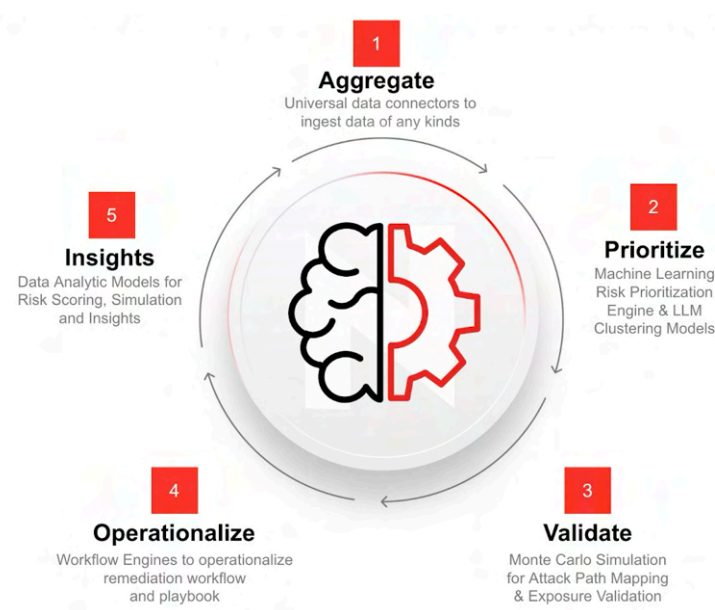 1
Aggregate
Universal data connectors to
ingest data of any kinds
2
Prioritize
Machine Learning
Risk Prioritization
Engine & LLM
Clustering Models
3
Validate
Monte Carlo Simulation
for Attack Path Mapping
& Exposure Validation
4
Operationalize
Workflow Engines to operationalize
remediation workflow
and playbook
5
Insights
Data Analytic Models for
Risk Scoring, Simulation
and Insights